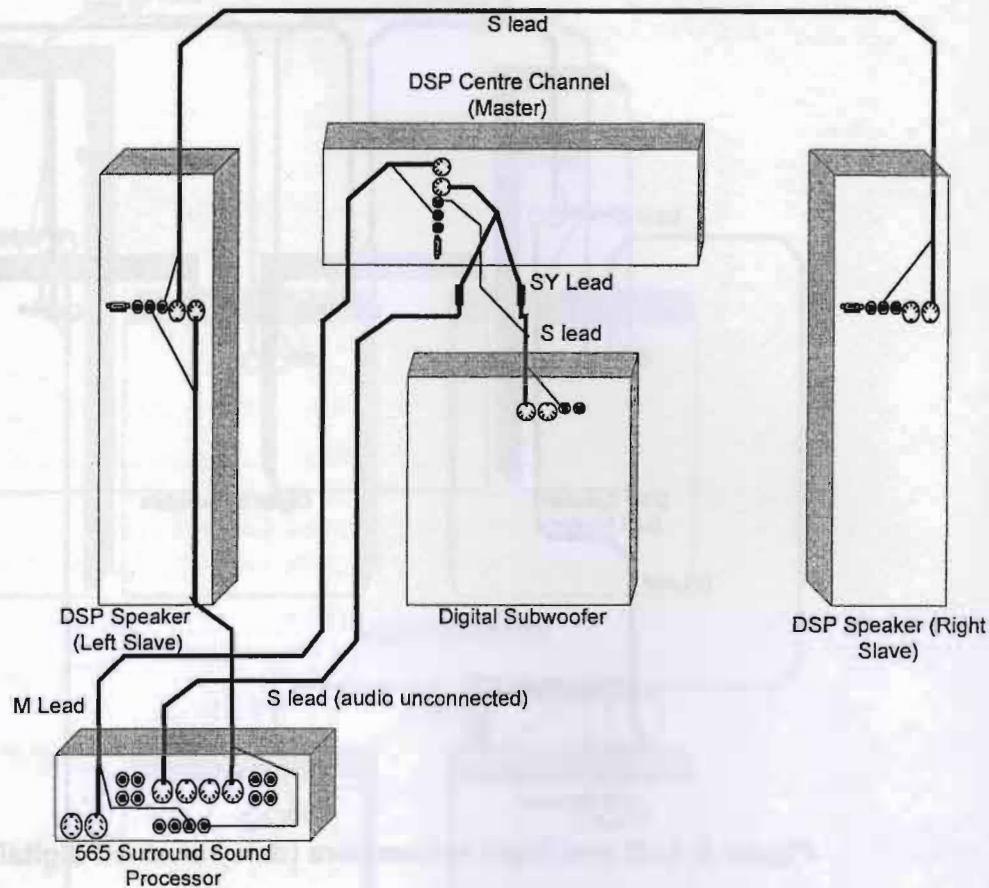 S lead
DSP Centre Channel
(Master)
SY Lead
S lead
DSP Speaker
(Left Slave)
Digital Subwoofer
DSP Speaker (Right
Slave)
M Lead
S lead (audio unconnected)
565 Surround Sound
Processor